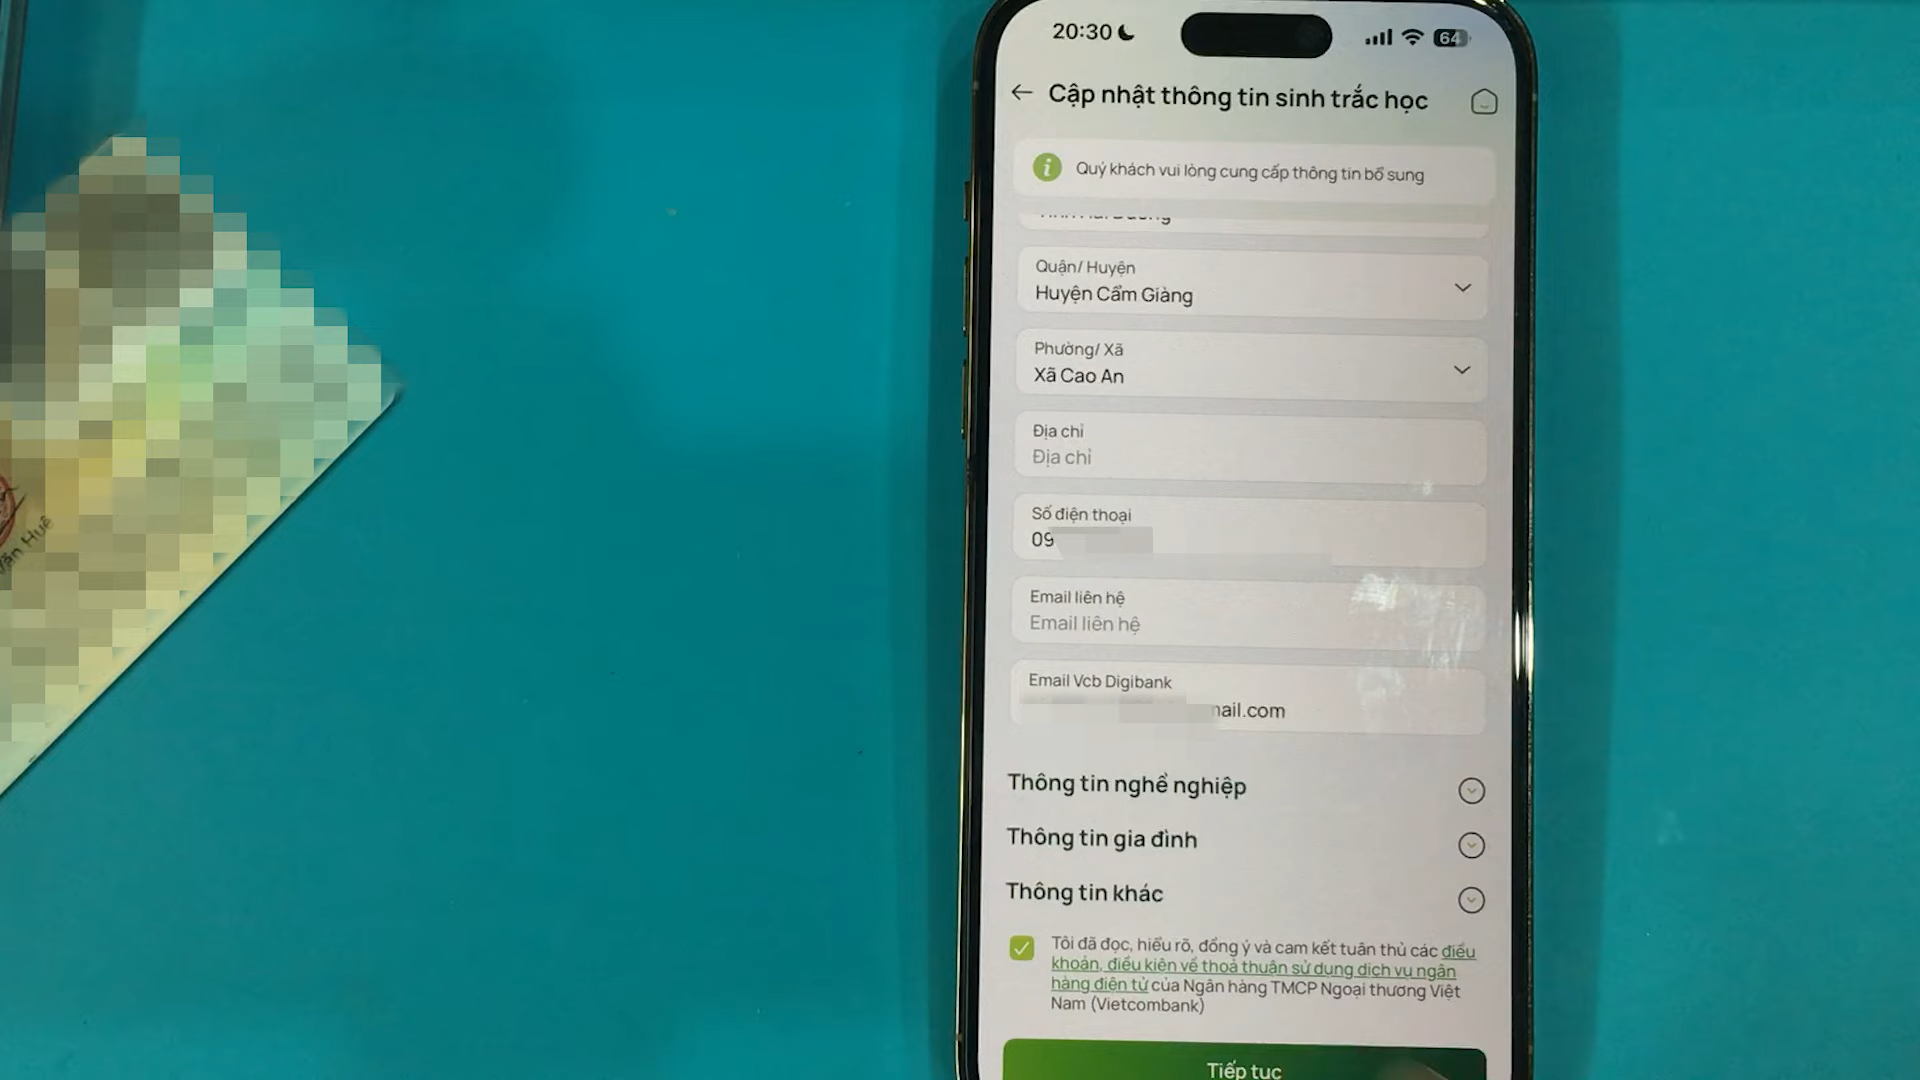 20:30
64
Cập nhật thông tin sinh trắc học
Quý khách vui lòng cung cấp thông tin bổ sung
Quận/ Huyện
Huyện Cẩm Giàng
Phường/ Xã
Xã Cao An
Địa chỉ
Địa chỉ
Số điện thoại
09
Email liên hệ
Email liên hệ
Email Vcb Digibank
mail.com
Thông tin nghề nghiệp
Thông tin gia đình
Thông tin khác
Tôi đã đọc, hiểu rõ, đồng ý và cam kết tuân thủ các điều
khoản, điều kiện về thoả thuận sử dụng dịch vụ ngân
hàng điện tử của Ngân hàng TMCP Ngoại thương Việt
Nam (Vietcombank)
Tiếp tục
Văn Huê